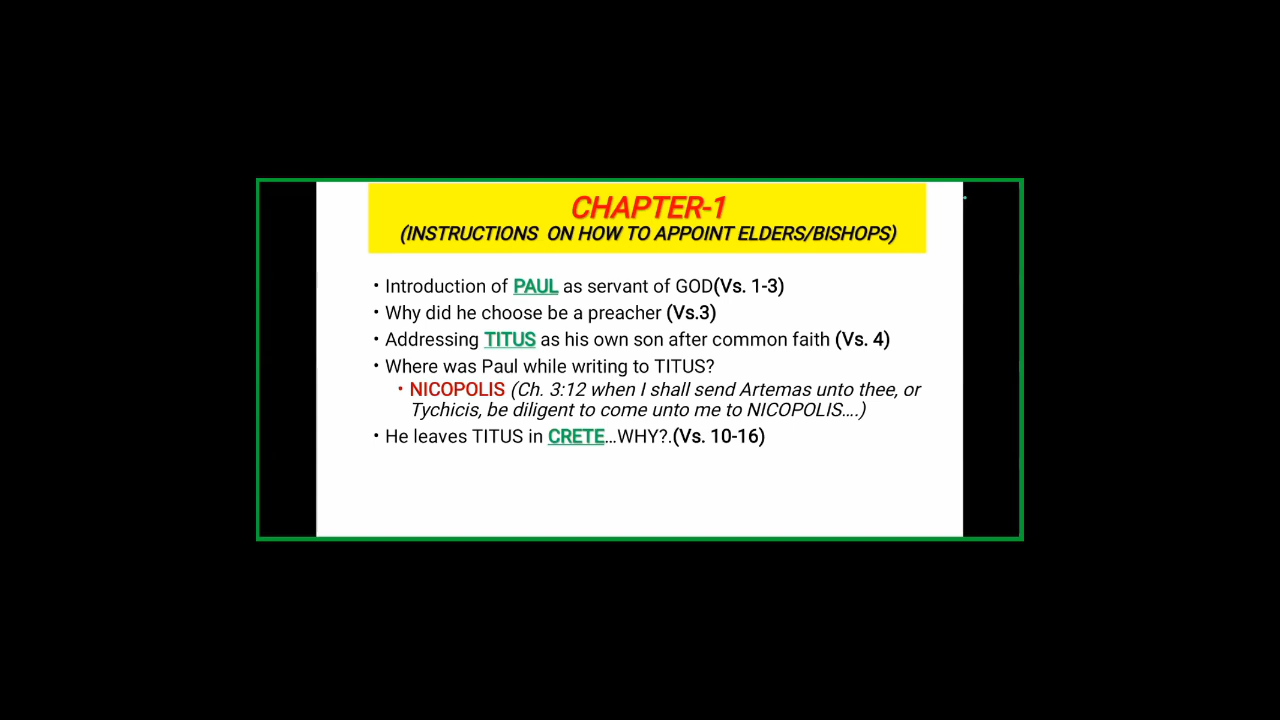 CHAPTER-1
(INSTRUCTIONS ON HOW TO APPOINT ELDERS/BISHOPS)
• Introduction of PAUL as servant of GOD(Vs. 1-3)
• Why did he choose be a preacher (Vs.3)
• Addressing TITUS as his own son after common faith (Vs. 4)
• Where was Paul while writing to TITUS?
• NICOPOLIS (Ch. 3:12 when I shall send Artemas unto thee, or
Tychicis, be diligent to come unto me to NICOPOLIS....)
• He leaves TITUS in CRETE...WHY?.(Vs. 10-16)